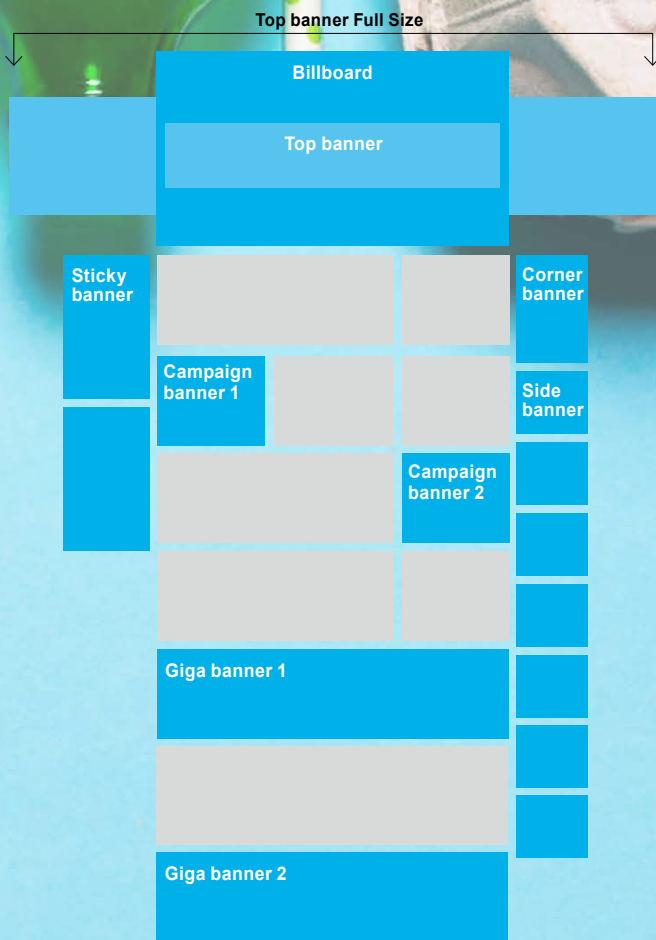 Top banner Full Size
Billboard
Top banner
Sticky
banner
Corner
banner
Campaign
banner 1
Side
banner
Campaign
banner 2
Giga banner 1
Giga banner 2